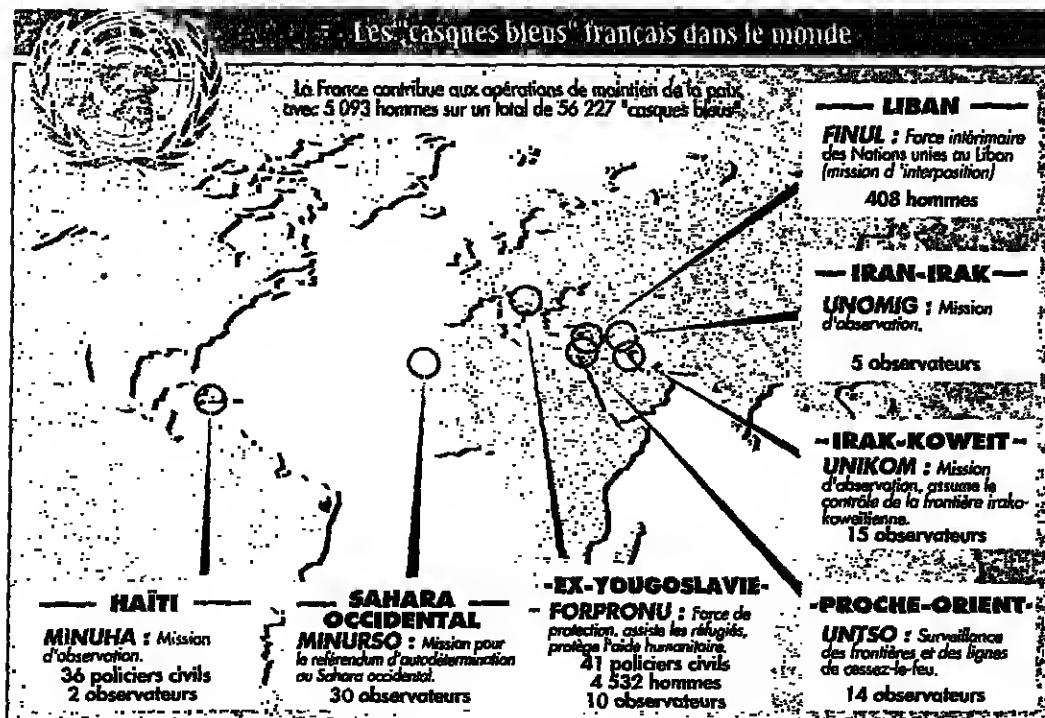 Les "casques bleus" français dans le monde
La France contribue aux opérations de maintien de la paix
avec 5 093 hommes sur un total de 56 227 "casques bleus".
LIBAN
FINUL : Force intérimaire
des Nations unies au Liban
(mission d'interposition)
408 hommes
IRAN-IRAK
UNOMIG : Mission
d'observation.
5 observateurs
IRAK-KOWEIT
UNIKOM : Mission
d'observation, assume le
contrôle de la frontière irako-
koweitienne.
15 observateurs
PROCHE-ORIENT
UNTSO : Surveillance
des frontières et des lignes
de cessez-le-feu.
14 observateurs
HAÏTI
MINUHA : Mission
d'observation.
36 policiers civils
2 observateurs
SAHARA
OCCIDENTAL
MINURSO : Mission pour
le référendum d'autodétermination
au Sahara occidental.
30 observateurs
EX-YOUGOSLAVIE
FORPRONU : Force de
protection, assiste les réfugiés,
protège l'aide humanitaire.
41 policiers civils
4 532 hommes
10 observateurs